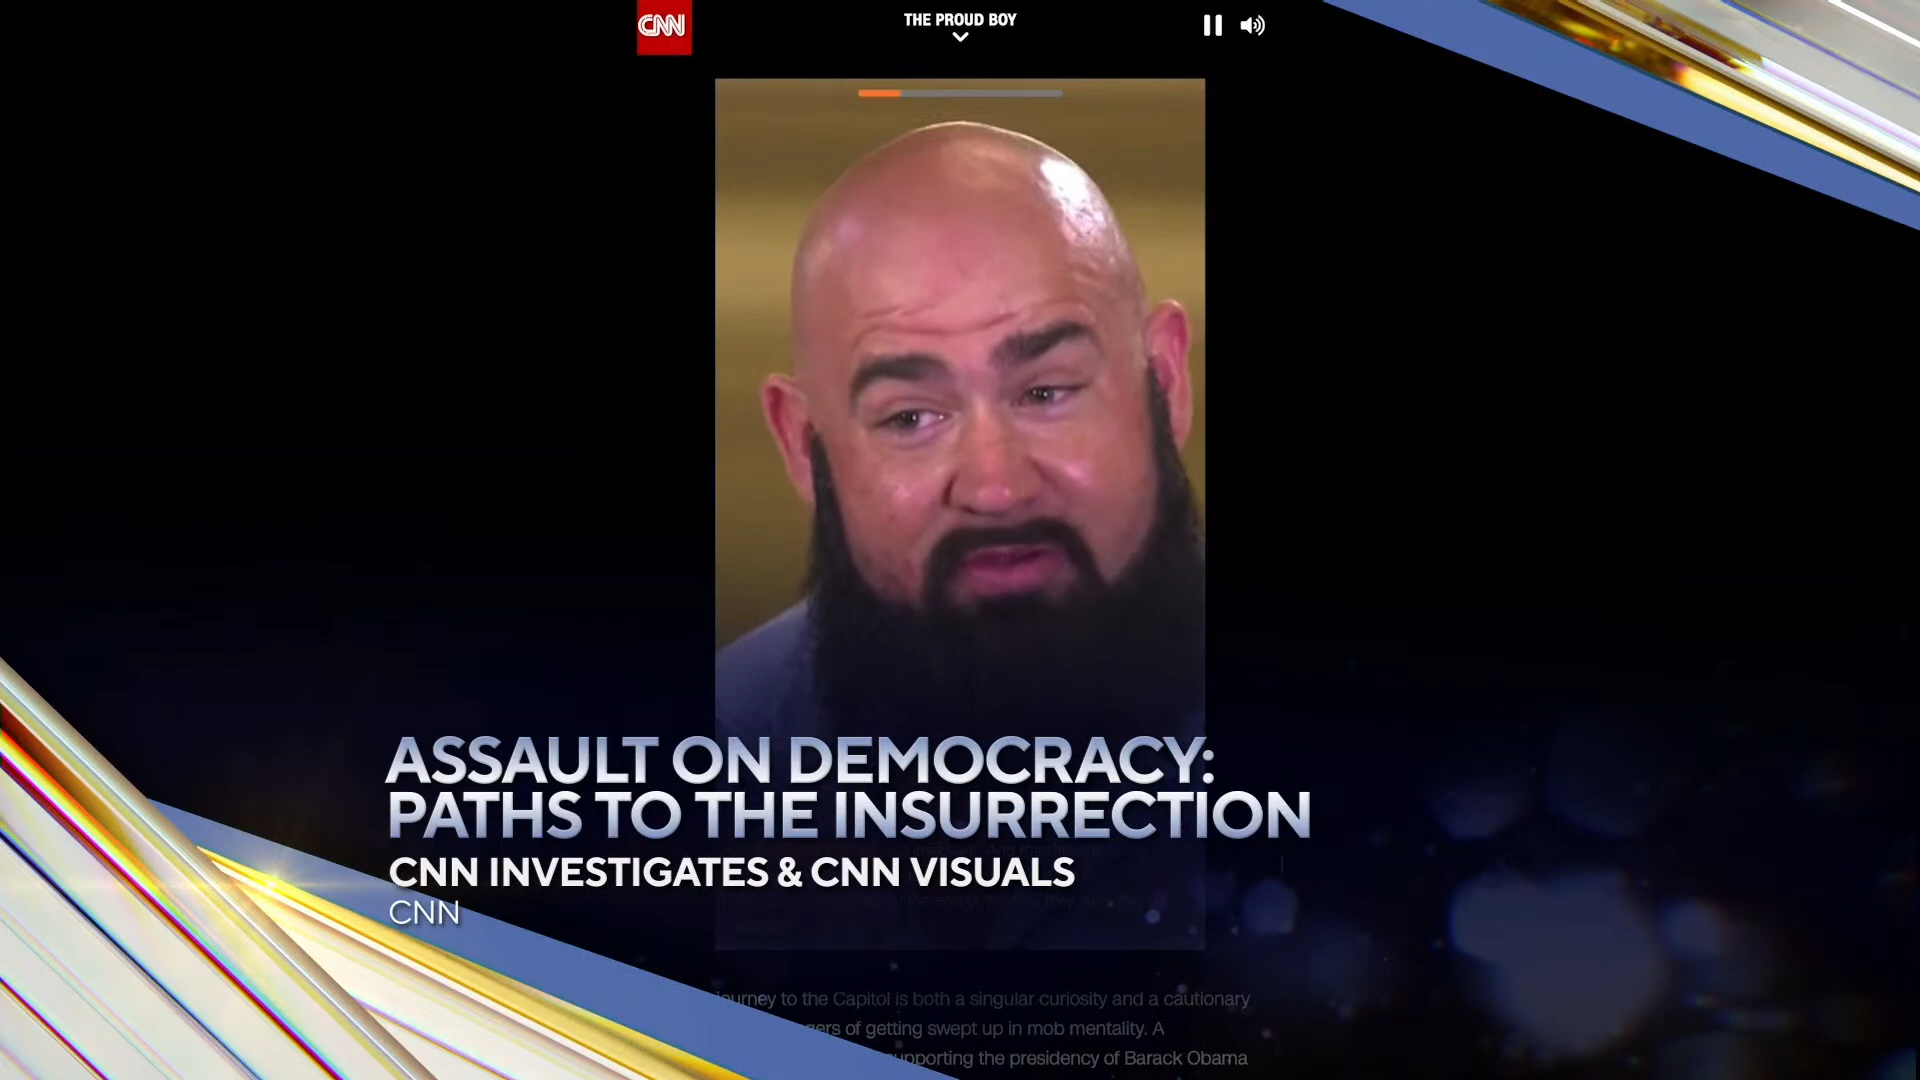 CNN
THE PROUD BOY
ASSAULT ON DEMOCRACY:
PATHS TO THE INSURRECTION
CNN INVESTIGATES & CNN VISUALS
CNN
journey to the Capitol is both a singular curiosity and a cautionary
of getting swept up in mob mentality. A
supporting the presidency of Barack Obama